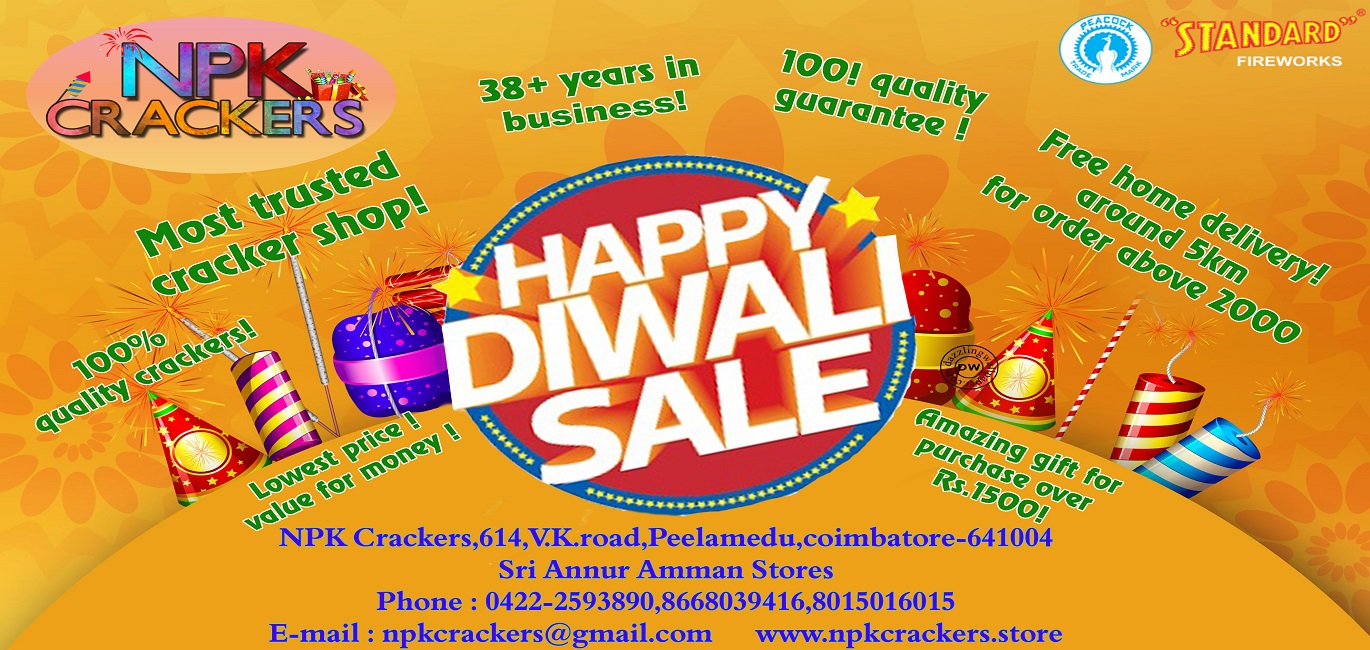 NPK
CRACKERS
PEACOCK
TRADE MARK
"STANDARD"®
FIREWORKS
38+ years in
business!
100! quality
guarantee !
Most trusted
cracker shop!
Free home delivery!
around 5km
for order above 2000
HAPPY
DIWALI
SALE
100%
quality crackers!
Lowest price !
value for money !
DW
Amazing gift for
purchase over
Rs.1500!
NPK Crackers,614,V.K.road,Peelamedu,coimbatore-641004
Sri Annur Amman Stores
Phone : 0422-2593890,8668039416,8015016015
E-mail : npkcrackers@gmail.com www.npkcrackers.store